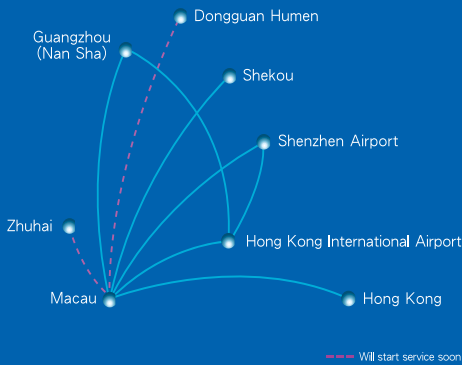 Dongguan Humen
Guangzhou
(Nan Sha)
Shekou
Shenzhen Airport
Zhuhai
Hong Kong International Airport
Macau
Hong Kong
Will start service soon